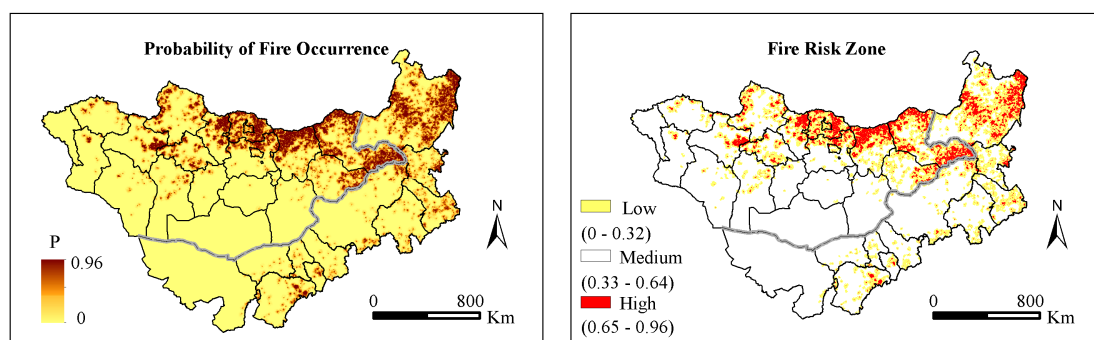 Probability of Fire Occurrence
N
P
0.96
0
0 800
Km
Fire Risk Zone
N
Low
(0 - 0.32)
Medium
(0.33 - 0.64)
High
(0.65 - 0.96)
0 800
Km